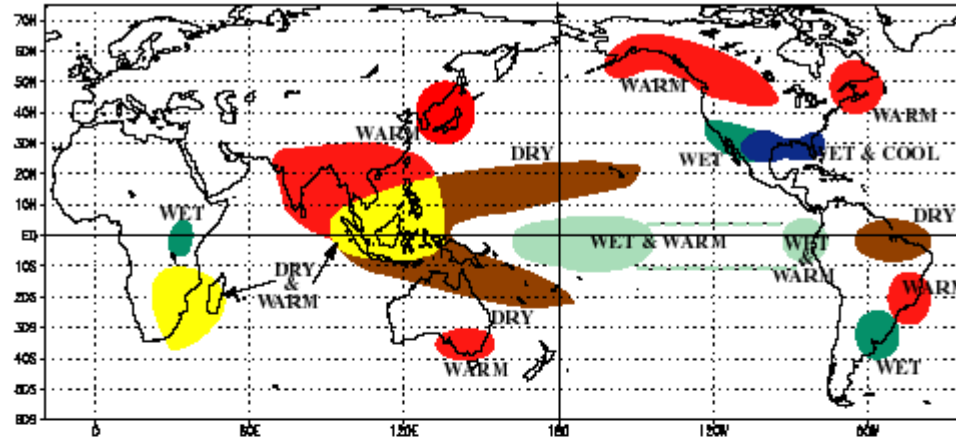 75N
60N
50N
40N
30N
20N
10N
EQ
10S
20S
30S
40S
50S
60S
0
60E
120E
180
120W
60W
WARM
WARM
WARM
DRY
WET
WET & COOL
WET
WET & WARM
WET
&
WARM
DRY
DRY
&
WARM
DRY
WARM
WARM
WET